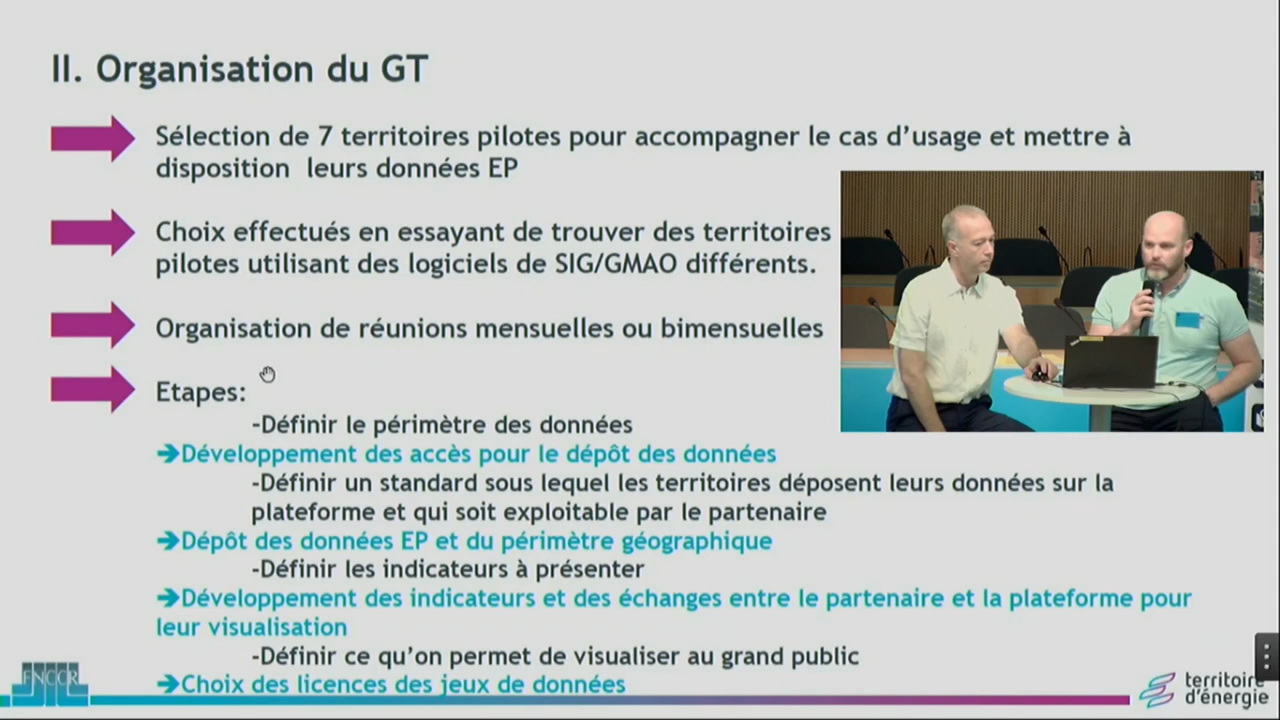 II. Organisation du GT
Sélection de 7 territoires pilotes pour accompagner le cas d'usage et mettre à
disposition leurs données EP
Choix effectués en essayant de trouver des territoires
pilotes utilisant des logiciels de SIG/GMAO différents.
Organisation de réunions mensuelles ou bimensuelles
Etapes:
-Définir le périmètre des données
➔Développement des accès pour le dépôt des données
-Définir un standard sous lequel les territoires déposent leurs données sur la
plateforme et qui soit exploitable par le partenaire
➔Dépôt des données EP et du périmètre géographique
-Définir les indicateurs à présenter
➔Développement des indicateurs et des échanges entre le partenaire et la plateforme pour
leur visualisation
-Définir ce qu'on permet de visualiser au grand public
➔Choix des licences des jeux de données
FNCCR
territoire
d'énergie